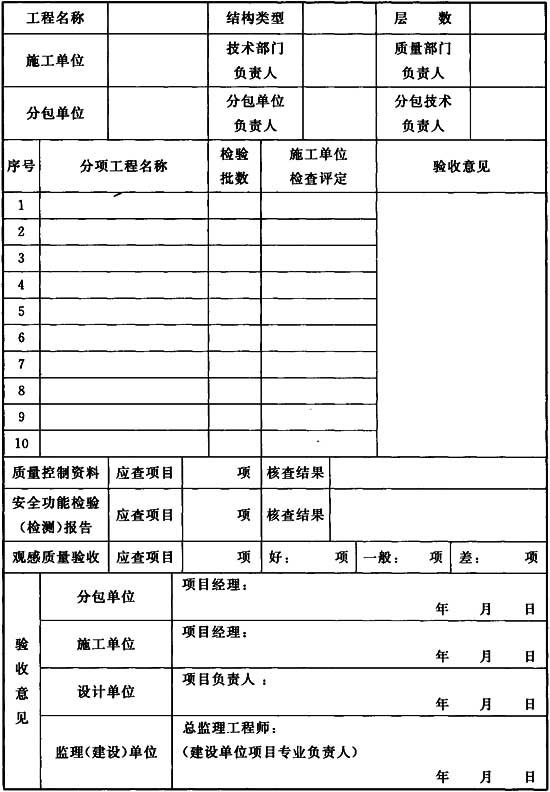 工程名称 结构类型 层 数
施工单位 技术部门负责人 质量部门负责人
分包单位 分包单位负责人 分包技术负责人
序号 分项工程名称 检验批数 施工单位检查评定 验收意见
1
2
3
4
5
6
7
8
9
10
质量控制资料 应查项目 项 核查结果
安全功能检验(检测)报告 应查项目 项 核查结果
观感质量验收 应查项目 项 好: 项 一般: 项 差: 项
验收意见
分包单位 项目经理:
年 月 日
施工单位 项目经理:
年 月 日
设计单位 项目负责人:
年 月 日
监理(建设)单位 总监理工程师:
(建设单位项目专业负责人)
年 月 日